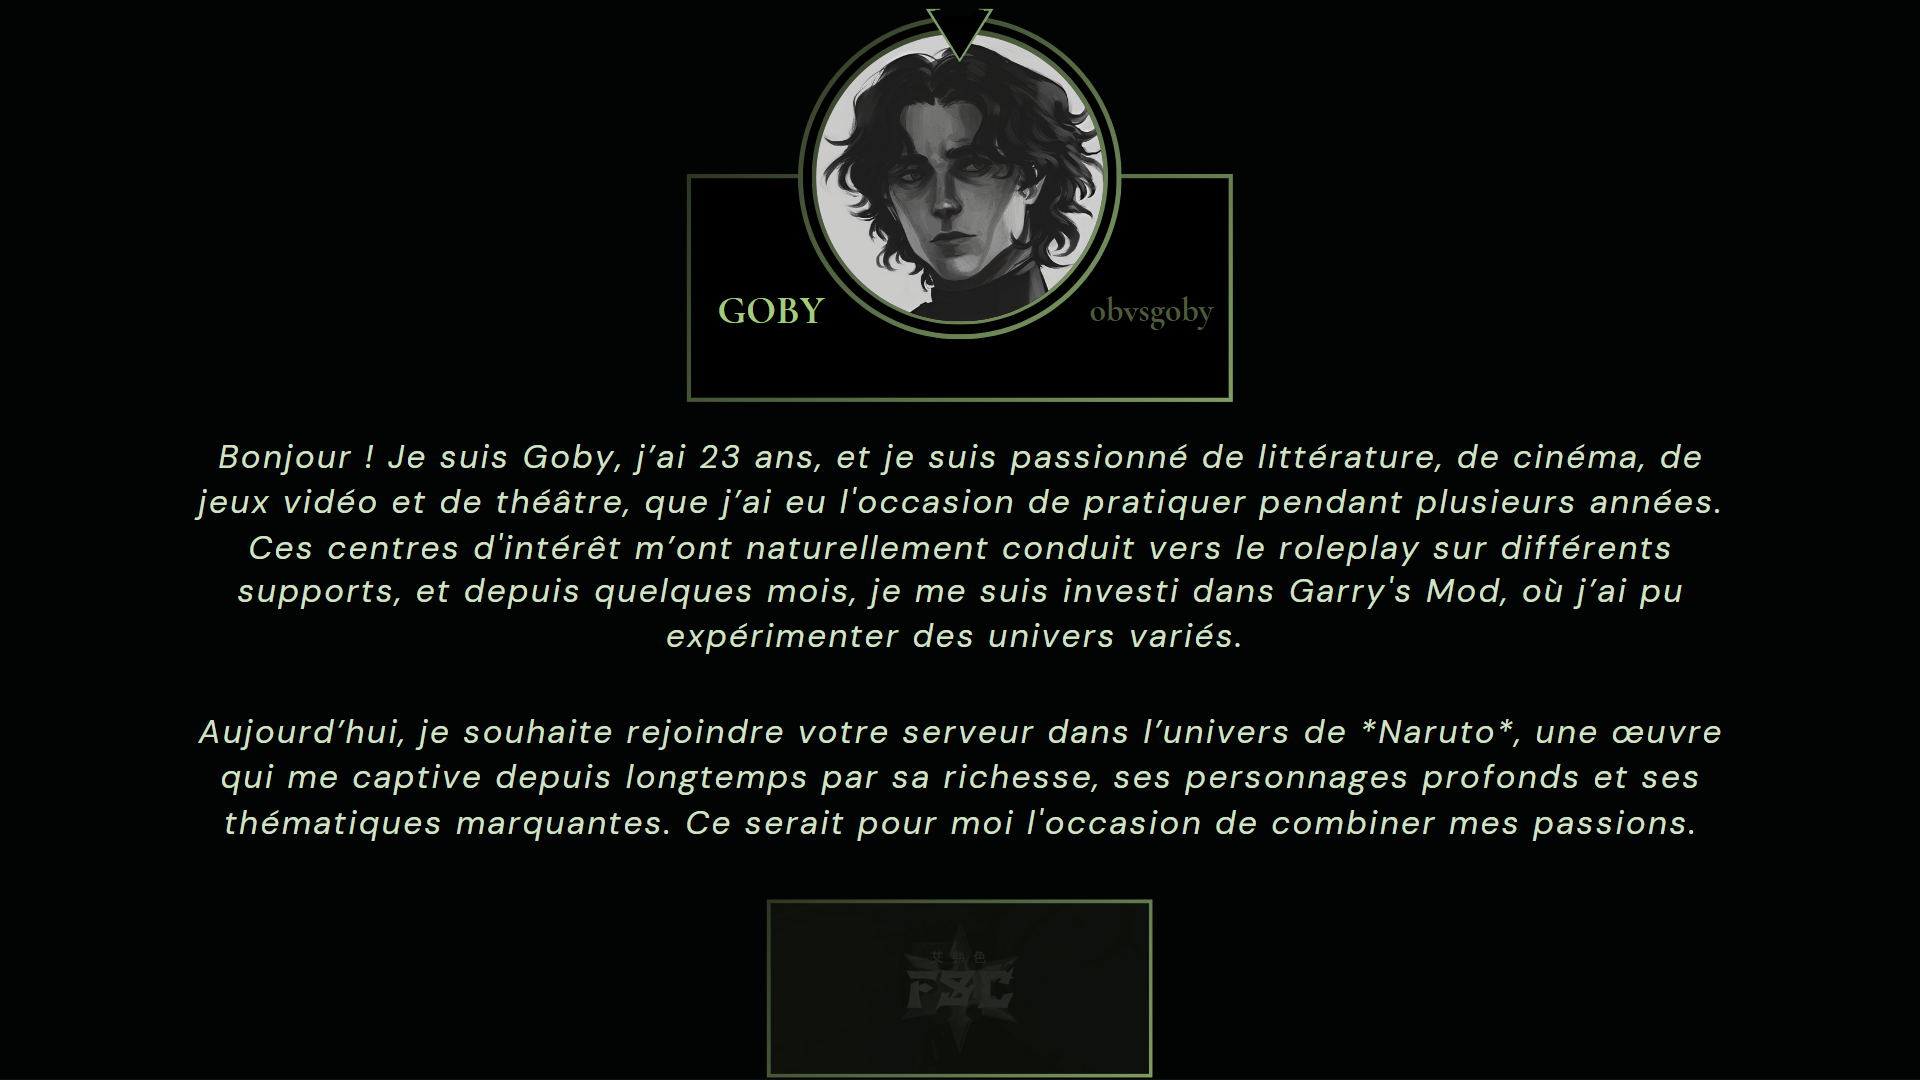 GOBY
obvsgoby
Bonjour ! Je suis Goby, j’ai 23 ans, et je suis passionné de littérature, de cinéma, de
jeux vidéo et de théâtre, que j’ai eu l'occasion de pratiquer pendant plusieurs années.
Ces centres d'intérêt m’ont naturellement conduit vers le roleplay sur différents
supports, et depuis quelques mois, je me suis investi dans Garry's Mod, où j’ai pu
expérimenter des univers variés.
Aujourd’hui, je souhaite rejoindre votre serveur dans l’univers de *Naruto*, une œuvre
qui me captive depuis longtemps par sa richesse, ses personnages profonds et ses
thématiques marquantes. Ce serait pour moi l'occasion de combiner mes passions.